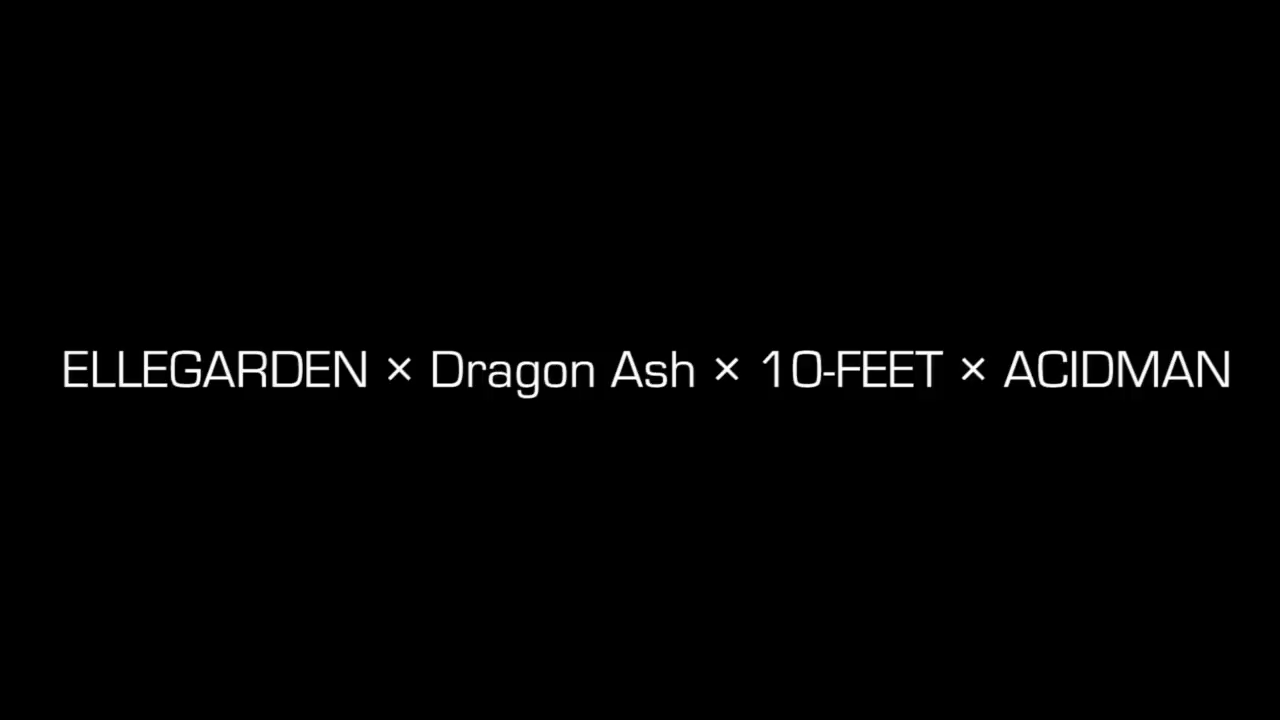 ELLEGARDEN × Dragon Ash × 10-FEET × ACIDMAN